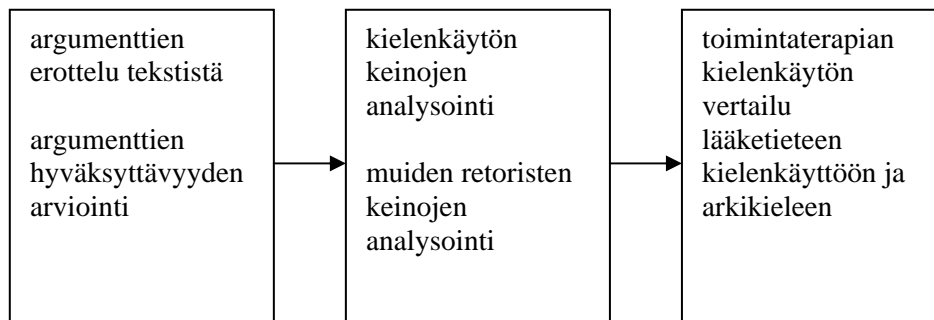 argumenttien
erottelu tekstistä
argumenttien
hyväksyttävyyden
arviointi
kielenkäytön
keinojen
analysointi
muiden retoristen
keinojen
analysointi
toimintaterapian
kielenkäytön
vertailu
lääketieteen
kielenkäyttöön ja
arkikieleen